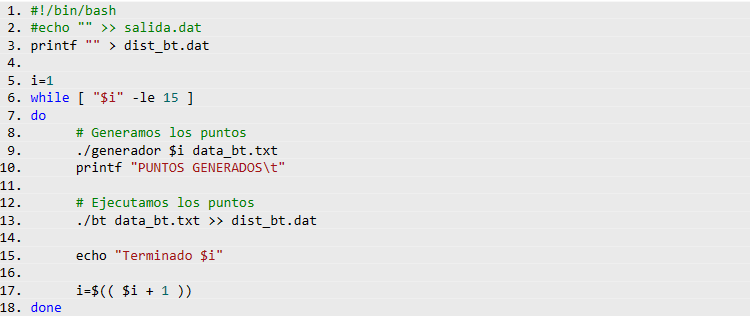 1. #!/bin/bash
2. #echo "" >> salida.dat
3. printf "" > dist_bt.dat
4.
5. i=1
6. while [ "$i" -le 15 ]
7. do
8.       # Generamos los puntos
9.       ./generador $i data_bt.txt
10.       printf "PUNTOS GENERADOS\t"
11.
12.       # Ejecutamos los puntos
13.       ./bt data_bt.txt >> dist_bt.dat
14.
15.       echo "Terminado $i"
16.
17.       i=$(( $i + 1 ))
18. done